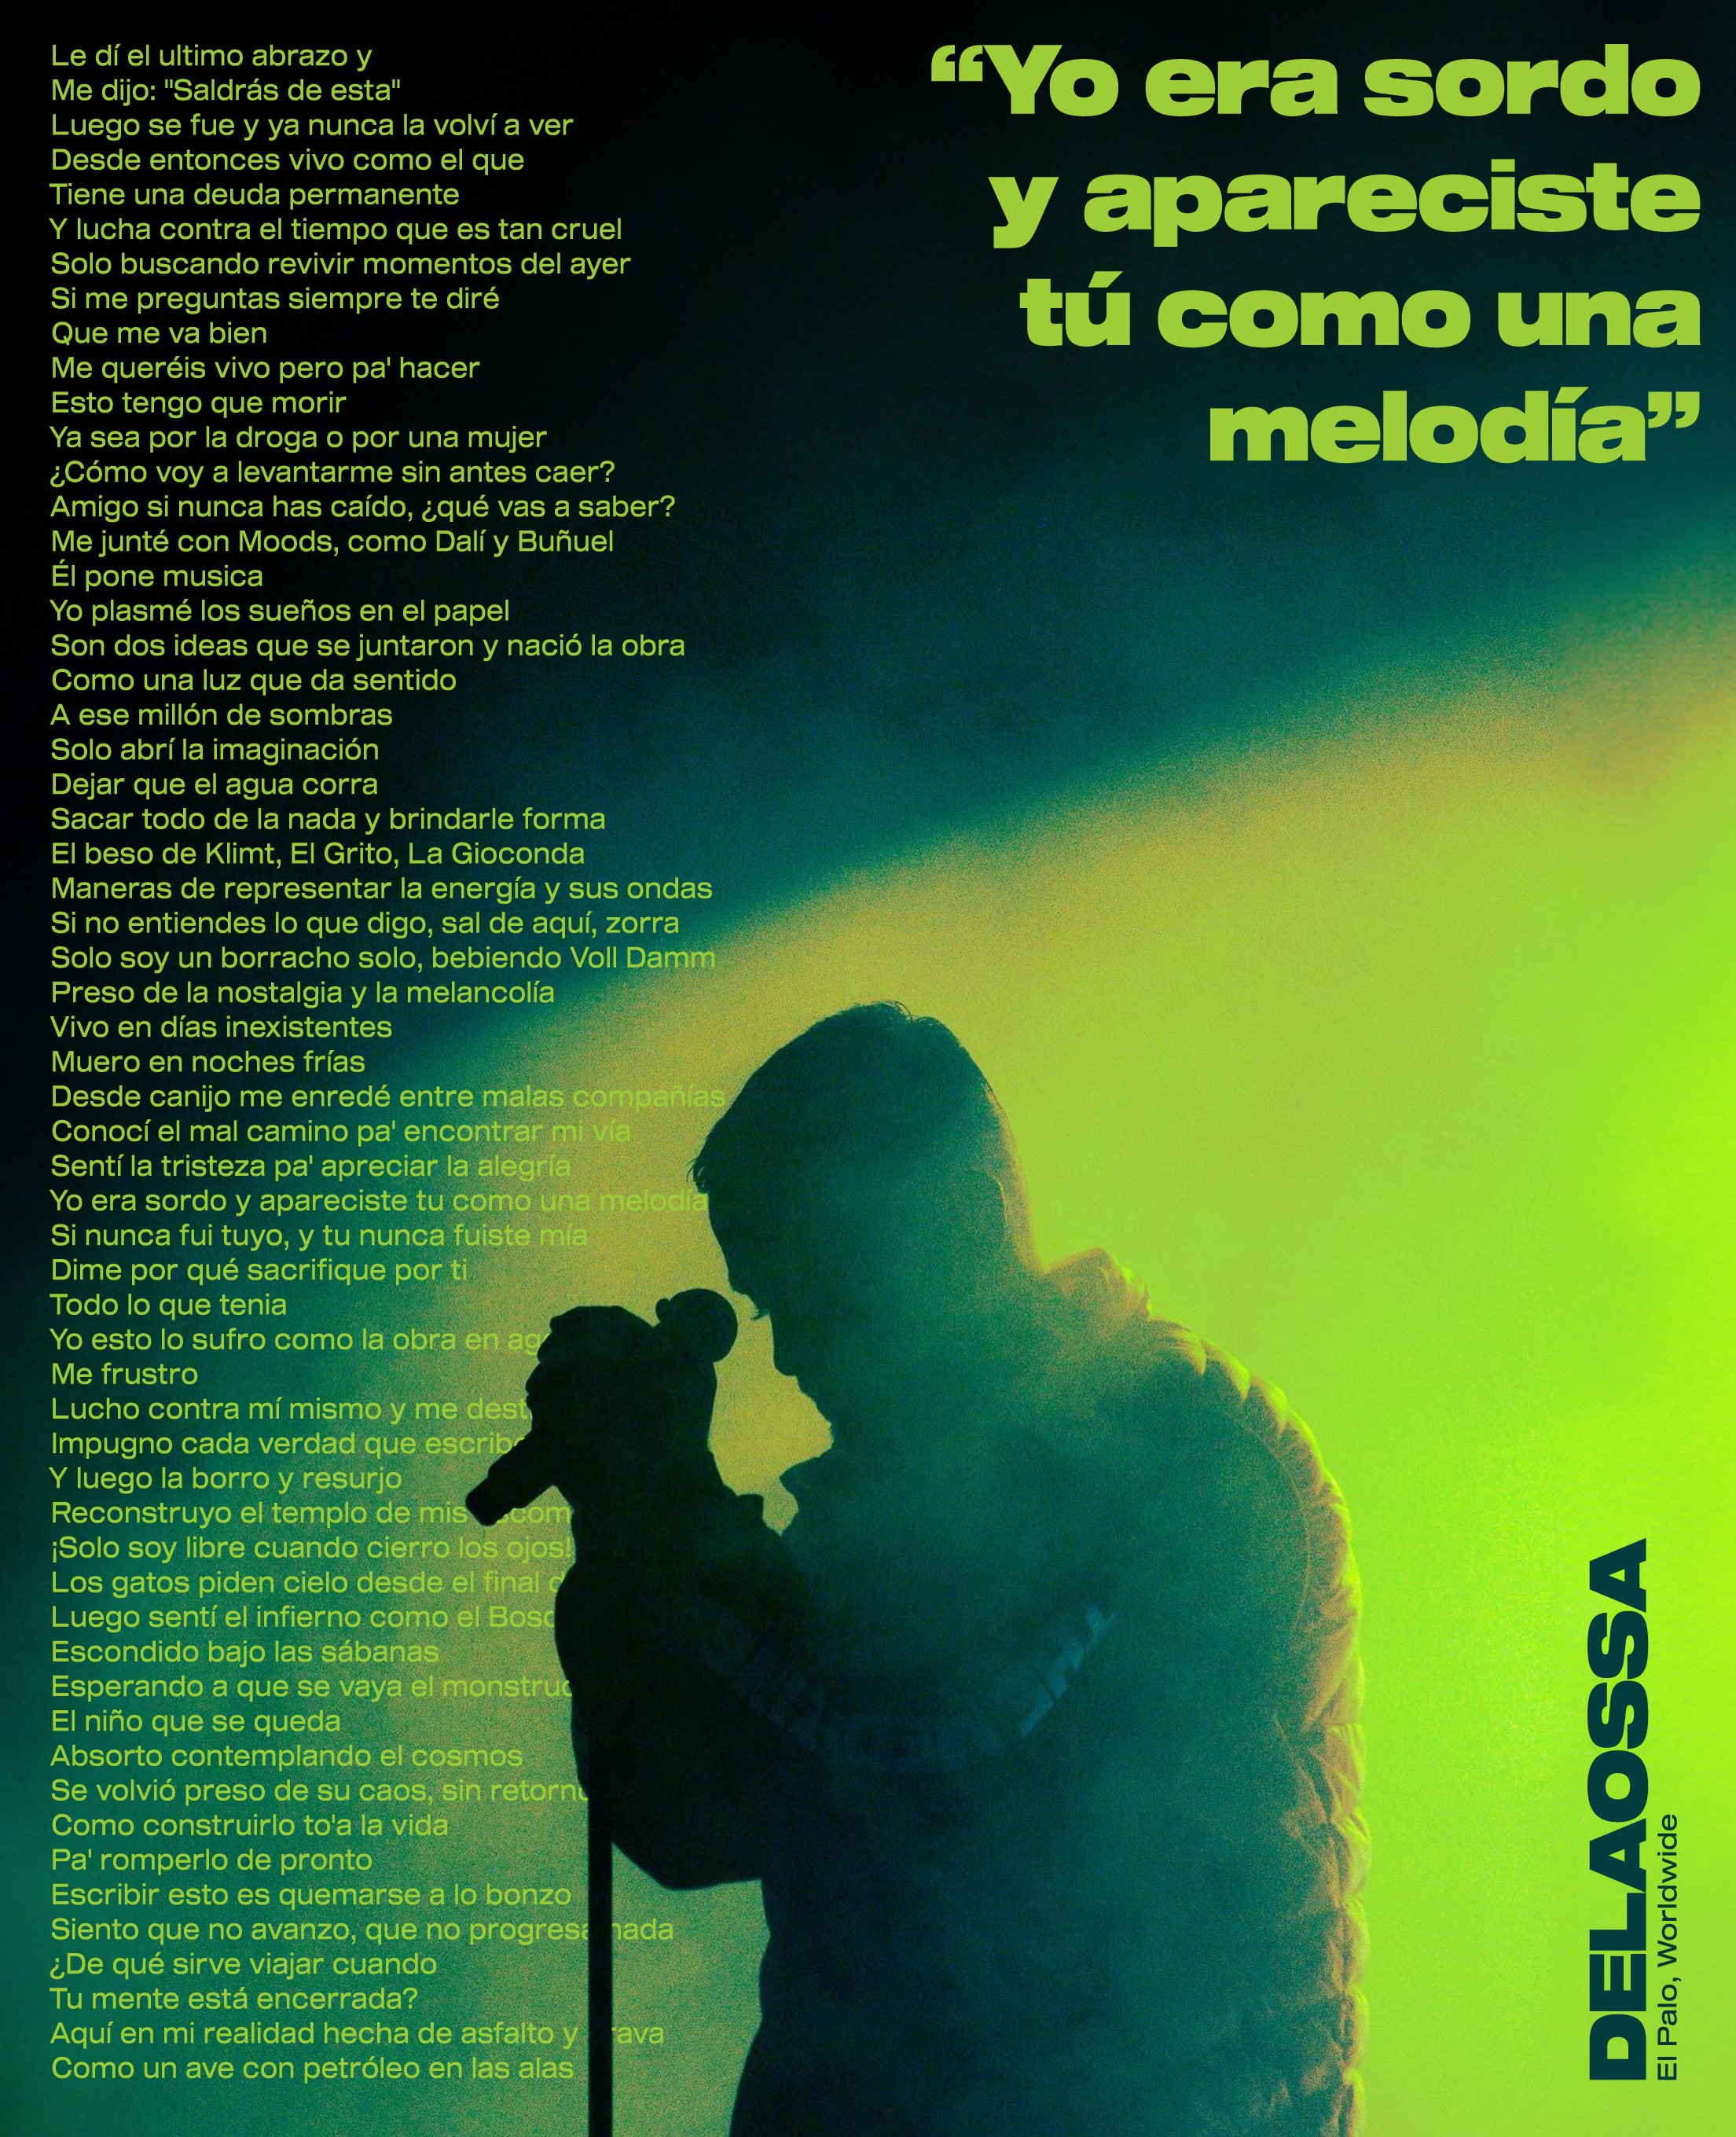 Le dí el ultimo abrazo y
Me dijo: "Saldrás de esta"
Luego se fue y ya nunca la volví a ver
Desde entonces vivo como el que
Tiene una deuda permanente
Y lucha contra el tiempo que es tan cruel
Solo buscando revivir momentos del ayer
Si me preguntas siempre te diré
Que me va bien
Me queréis vivo pero pa' hacer
Esto tengo que morir
Ya sea por la droga o por una mujer
¿Cómo voy a levantarme sin antes caer?
Amigo si nunca has caído, ¿qué vas a saber?
Me junté con Moods, como Dalí y Buñuel
Él pone musica
Yo plasmé los sueños en el papel
Son dos ideas que se juntaron y nació la obra
Como una luz que da sentido
A ese millón de sombras
Solo abrí la imaginación
Dejar que el agua corra
Sacar todo de la nada y brindarle forma
El beso de Klimt, El Grito, La Gioconda
Maneras de representar la energía y sus ondas
Si no entiendes lo que digo, sal de aquí, zorra
Solo soy un borracho solo, bebiendo Voll Damm
Preso de la nostalgia y la melancolía
Vivo en días inexistentes
Muero en noches frías
Desde canijo me enredé entre malas compañías
Conocí el mal camino pa' encontrar mi vía
Sentí la tristeza pa' apreciar la alegría
Yo era sordo y apareciste tu como una melodía
Si nunca fui tuyo, y tu nunca fuiste mía
Dime por qué sacrifique por ti
Todo lo que tenia
Yo esto lo sufro como la obra en
Me frustro
Lucho contra mí mismo y me
Impugno cada verdad que
Y luego la borro y resurjo
Reconstruyo el templo de mis
¡Solo soy libre cuando cierro los ojos!
Los gatos piden cielo desde el final
Luego sentí el infierno como el
Escondido bajo las sábanas
Esperando a que se vaya el
El niño que se queda
Absorto contemplando el cosmos
Se volvió preso de su caos, sin retorno
Como construirlo to'a la vida
Pa' romperlo de pronto
Escribir esto es quemarse a lo bonzo
Siento que no avanzo, que no progresa nada
¿De qué sirve viajar cuando
Tu mente está encerrada?
Aquí en mi realidad hecha de asfalto y
Como un ave con petróleo en las alas
“Yo era sordo
y apareciste
tú como una
melodía”
DELAOSSA
El Palo, Worldwide